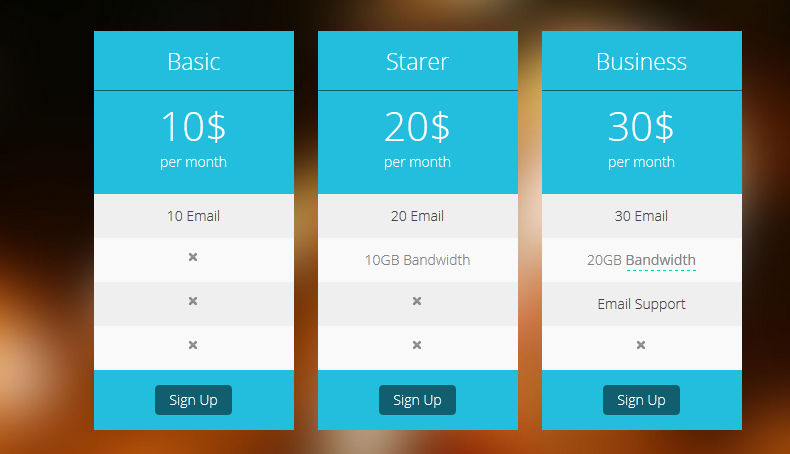 Basic
10$
per month
10 Email
Sign Up
Starer
20$
per month
20 Email
10GB Bandwidth
Sign Up
Business
30$
per month
30 Email
20GB Bandwidth
Email Support
Sign Up